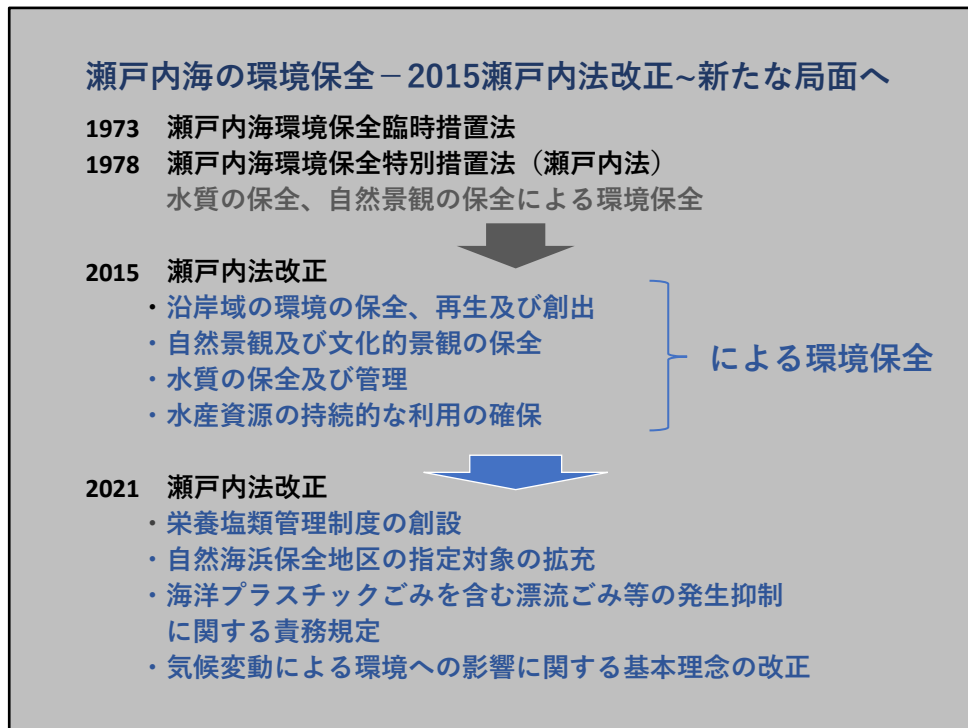 瀬戸内海の環境保全－2015瀬戸内法改正~新たな局面へ
1973　瀬戸内海環境保全臨時措置法
1978　瀬戸内海環境保全特別措置法（瀬戸内法）
水質の保全、自然景観の保全による環境保全
2015　瀬戸内法改正
・沿岸域の環境の保全、再生及び創出
・自然景観及び文化的景観の保全
・水質の保全及び管理
・水産資源の持続的な利用の確保
による環境保全
2021　瀬戸内法改正
・栄養塩類管理制度の創設
・自然海浜保全地区の指定対象の拡充
・海洋プラスチックごみを含む漂流ごみ等の発生抑制
に関する責務規定
・気候変動による環境への影響に関する基本理念の改正